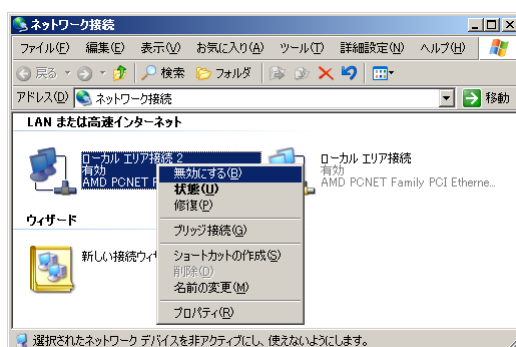 ネットワーク接続
ファイル(F) 編集(E) 表示(V) お気に入り(A) ツール(T) 詳細設定(N) ヘルプ(H)
戻る 検索 フォルダ
アドレス(D) ネットワーク接続 移動
LAN または高速インターネット
ローカル エリア接続 2
有効
AMD PCNET F
ローカル エリア接続
有効
AMD PCNET Family PCI Etherne...
無効にする(B)
状態(U)
修復(P)
ブリッジ接続(G)
ショートカットの作成(S)
削除(D)
名前の変更(M)
プロパティ(R)
ウィザード
新しい接続ウィ
選択されたネットワーク デバイスを非アクティブにし、使えないようにします。